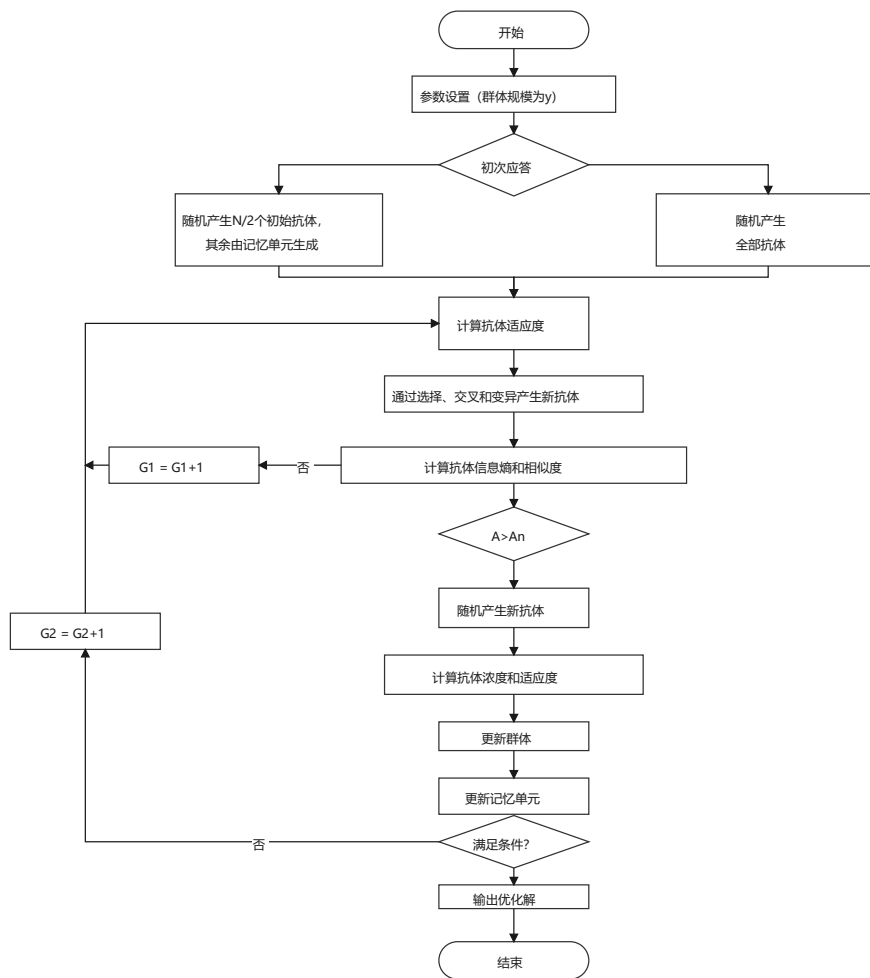 开始
参数设置（群体规模为y）
初次应答
随机产生N/2个初始抗体，
其余由记忆单元生成
随机产生
全部抗体
计算抗体适应度
通过选择、交叉和变异产生新抗体
G1 = G1+1
否
计算抗体信息熵和相似度
A>An
随机产生新抗体
G2 = G2+1
计算抗体浓度和适应度
更新群体
更新记忆单元
否
满足条件?
输出优化解
结束